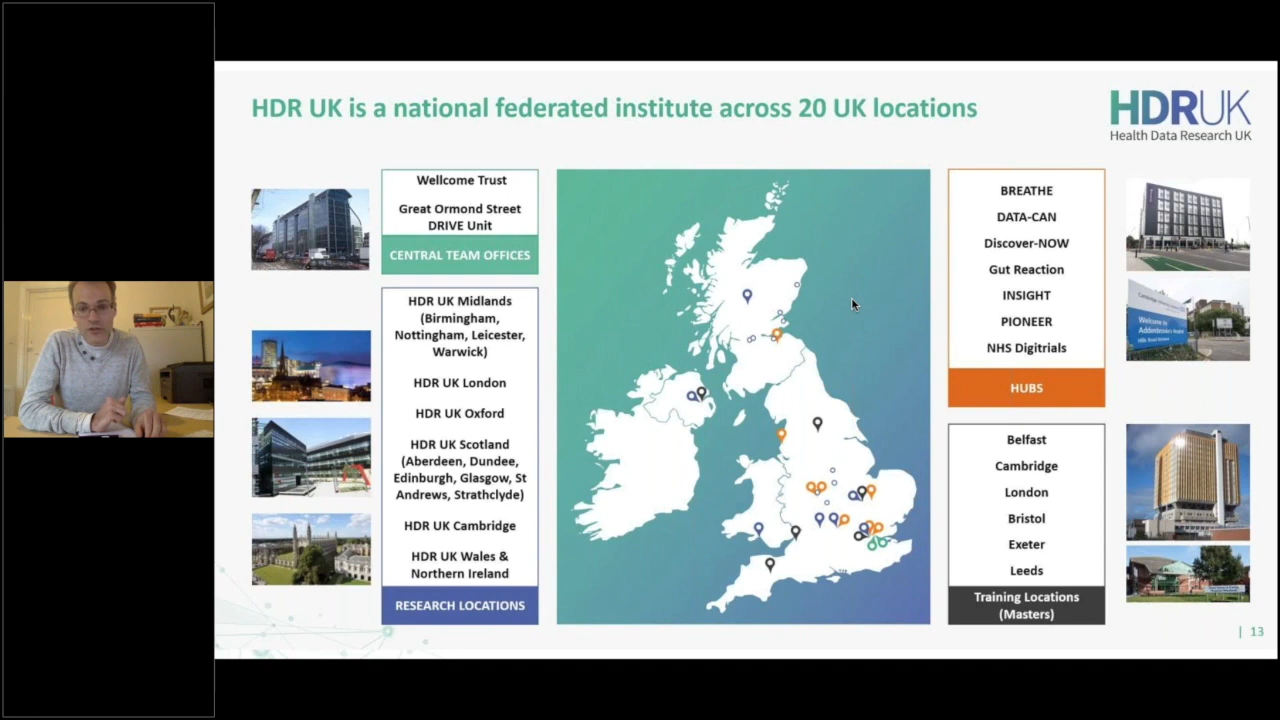 HDR UK is a national federated institute across 20 UK locations
HDRUK
Health Data Research UK
Wellcome Trust
Great Ormond Street
DRIVE Unit
CENTRAL TEAM OFFICES
HDR UK Midlands
(Birmingham,
Nottingham, Leicester,
Warwick)
HDR UK London
HDR UK Oxford
HDR UK Scotland
(Aberdeen, Dundee,
Edinburgh, Glasgow, St
Andrews, Strathclyde)
HDR UK Cambridge
HDR UK Wales &
Northern Ireland
RESEARCH LOCATIONS
BREATHE
DATA-CAN
Discover-NOW
Gut Reaction
INSIGHT
PIONEER
NHS Digitrials
HUBS
Belfast
Cambridge
London
Bristol
Exeter
Leeds
Training Locations
(Masters)
Welcome to
Addenbrooke's Hospital
| 13